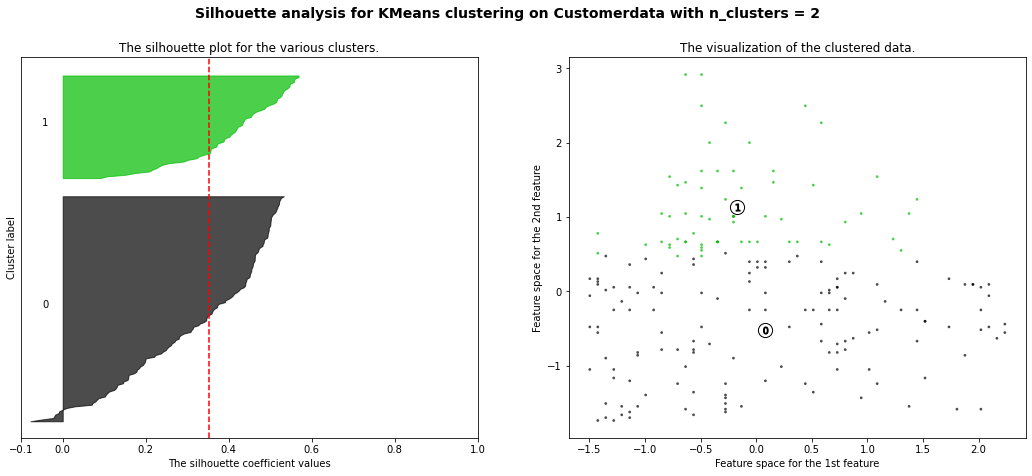 Silhouette analysis for KMeans clustering on Customerdata with n_clusters = 2
The silhouette plot for the various clusters.
Cluster label
1
0
−0.1 0.0 0.2 0.4 0.6 0.8 1.0
The silhouette coefficient values
The visualization of the clustered data.
Feature space for the 2nd feature
3
2
1
0
−1
1
0
−1.5 −1.0 −0.5 0.0 0.5 1.0 1.5 2.0
Feature space for the 1st feature